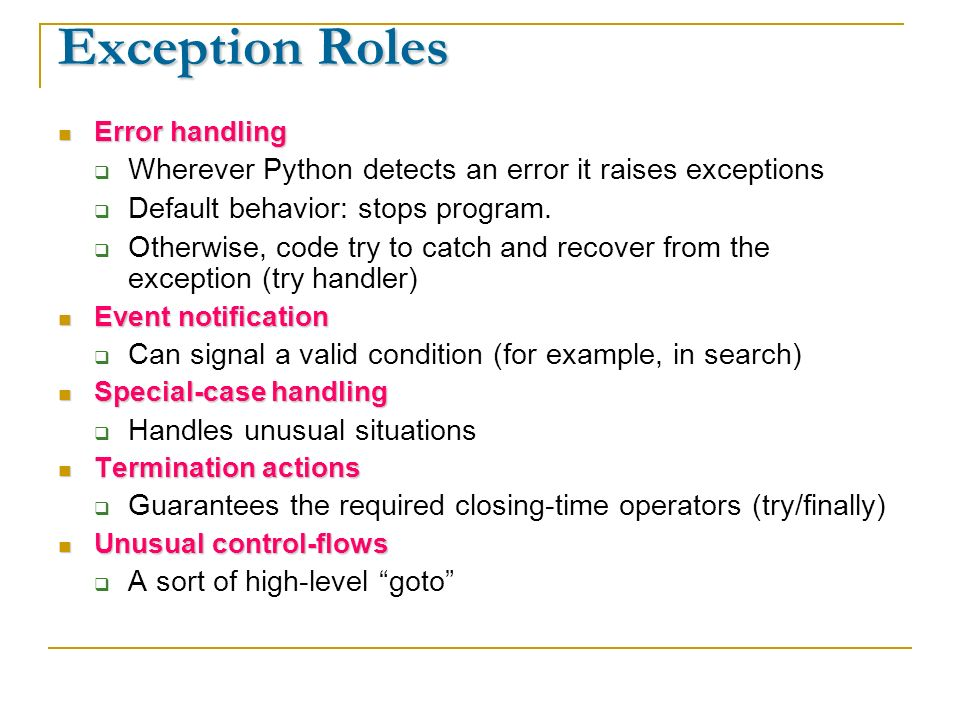 Exception Roles
Error handling
Wherever Python detects an error it raises exceptions
Default behavior: stops program.
Otherwise, code try to catch and recover from the
exception (try handler)
Event notification
Can signal a valid condition (for example, in search)
Special-case handling
Handles unusual situations
Termination actions
Guarantees the required closing-time operators (try/finally)
Unusual control-flows
A sort of high-level “goto”